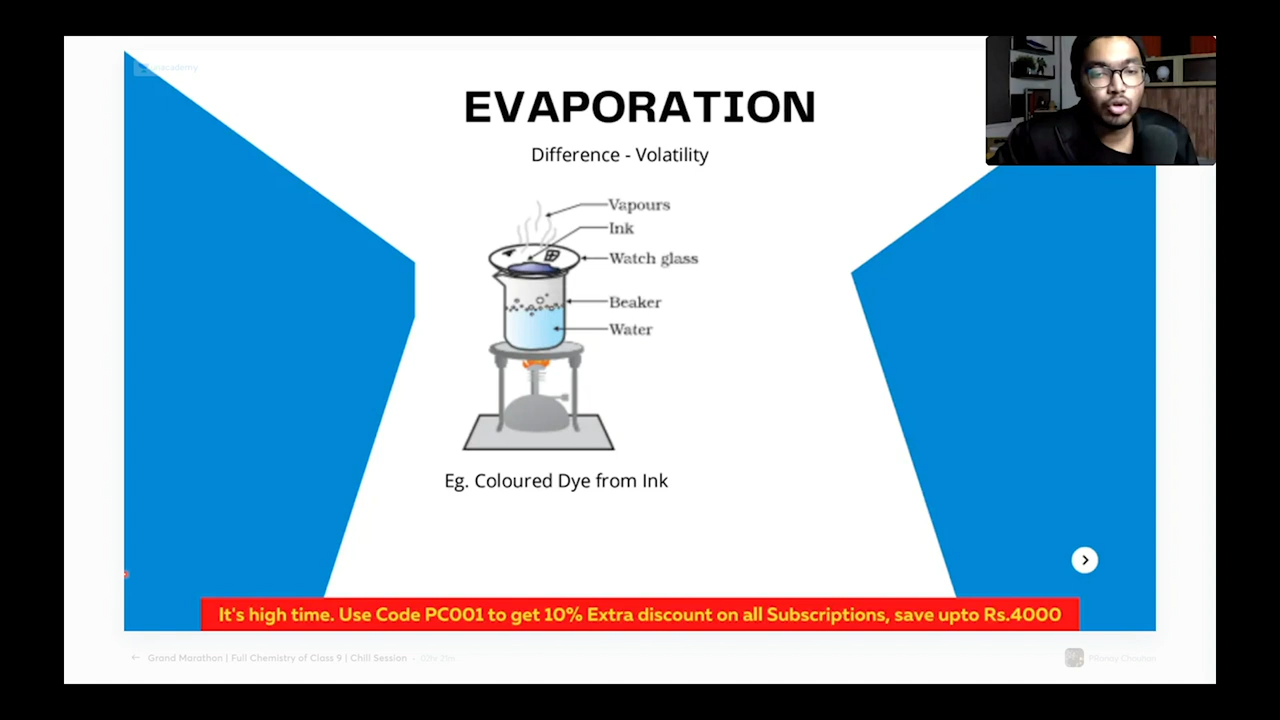 unacademy
EVAPORATION
Difference - Volatility
Vapours
Ink
Watch glass
Beaker
Water
Eg. Coloured Dye from Ink
It's high time. Use Code PC001 to get 10% Extra discount on all Subscriptions, save upto Rs.4000
Grand Marathon | Full Chemistry of Class 9 | Chill Session